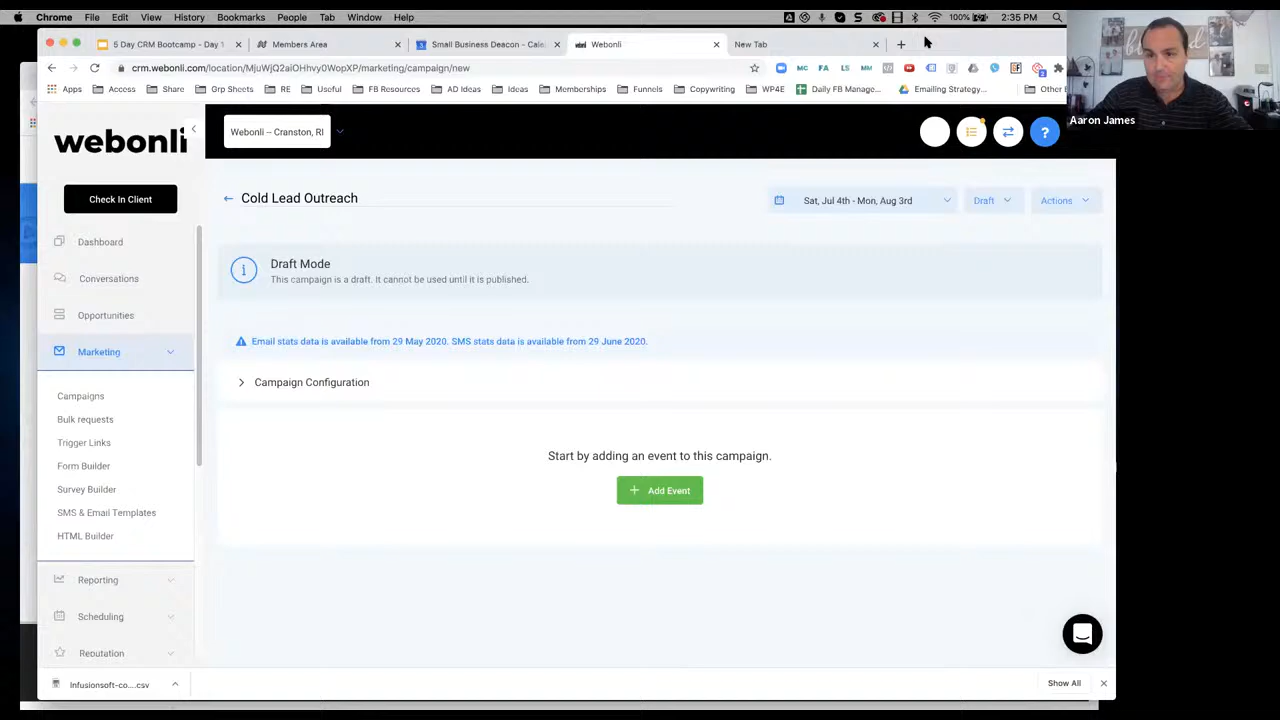 Chrome File Edit View History Bookmarks People Tab Window Help
100% 2:35 PM
5 Day CRM Bootcamp - Day 1
Members Area
Small Business Deacon - Cale
Webonli
New Tab
crm.webonli.com/location/MjuWjQ2aiOHhvy0WopXP/marketing/campaign/new
Apps Access Share Grp Sheets RE Useful FB Resources AD Ideas Ideas Memberships Funnels Copywriting WP4E Daily FB Manage... Emailing Strategy... Other
Aaron James
webonli
Webonli -- Cranston, RI
Check In Client
Cold Lead Outreach
Sat, Jul 4th - Mon, Aug 3rd
Draft
Actions
Dashboard
Conversations
Opportunities
Marketing
Campaigns
Bulk requests
Trigger Links
Form Builder
Survey Builder
SMS & Email Templates
HTML Builder
Reporting
Scheduling
Reputation
Draft Mode
This campaign is a draft. It cannot be used until it is published.
Email stats data is available from 29 May 2020. SMS stats data is available from 29 June 2020.
Campaign Configuration
Start by adding an event to this campaign.
+ Add Event
Infusionsoft-co....csv
Show All